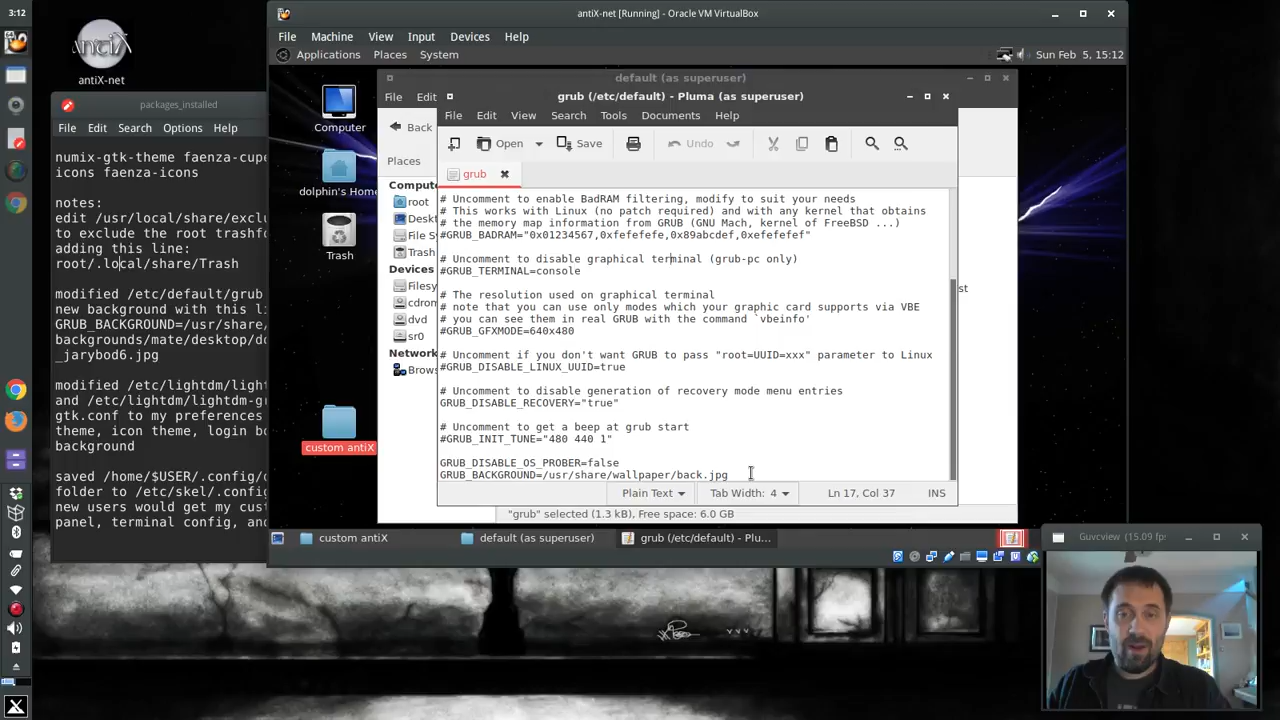 3:12
antiX
antiX-net
antiX-net [Running] - Oracle VM VirtualBox
File Machine View Input Devices Help
Applications Places System
Sun Feb 5, 15:12
packages_installed
File Edit Search Options Help
numix-gtk-theme faenza-cupe
icons faenza-icons
notes:
edit /usr/local/share/exclu
to exclude the root trashfo
adding this line:
root/.local/share/Trash
modified /etc/default/grub
new background with this li
GRUB_BACKGROUND=/usr/share/
backgrounds/mate/desktop/do
_jarybod6.jpg
modified /etc/lightdm/light
and /etc/lightdm/lightdm-g
gtk.conf to my preferences
theme, icon theme, login bo
background
saved /home/$USER/.config/d
folder to /etc/skel/.config
new users would get my cust
panel, terminal config, and
Computer
dolphin's Home
Trash
custom antiX
default (as superuser)
File Edit
Back
Places
Compute
root
Deskt
File Sy
Trash
Devices
Filesy
cdrom
dvd
sr0
Network
Brows
st
grub (/etc/default) - Pluma (as superuser)
File Edit View Search Tools Documents Help
Open Save Undo
grub
# Uncomment to enable BadRAM filtering, modify to suit your needs
# This works with Linux (no patch required) and with any kernel that obtains
# the memory map information from GRUB (GNU Mach, kernel of FreeBSD ...)
#GRUB_BADRAM="0x01234567,0xfefefefe,0x89abcdef,0xefefefef"
# Uncomment to disable graphical terminal (grub-pc only)
#GRUB_TERMINAL=console
# The resolution used on graphical terminal
# note that you can use only modes which your graphic card supports via VBE
# you can see them in real GRUB with the command `vbeinfo'
#GRUB_GFXMODE=640x480
# Uncomment if you don't want GRUB to pass "root=UUID=xxx" parameter to Linux
#GRUB_DISABLE_LINUX_UUID=true
# Uncomment to disable generation of recovery mode menu entries
GRUB_DISABLE_RECOVERY="true"
# Uncomment to get a beep at grub start
#GRUB_INIT_TUNE="480 440 1"
GRUB_DISABLE_OS_PROBER=false
GRUB_BACKGROUND=/usr/share/wallpaper/back.jpg
Plain Text Tab Width: 4 Ln 17, Col 37 INS
"grub" selected (1.3 kB), Free space: 6.0 GB
custom antiX default (as superuser) grub (/etc/default) - Plu...
Guvcview (15.09 fp: